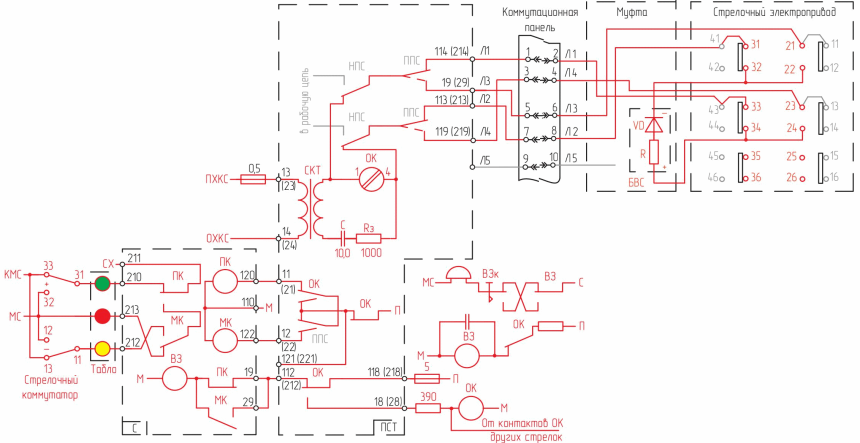 Коммутационная
панель
Муфта
Стрелочный электропривод
НПС
ППС
114 (214)
Л1
1
2
Л1
41
31
21
11
в рабочую цепь
3
4
Л4
42
32
22
12
19 (29)
Л3
113 (213)
Л2
5
6
Л3
43
33
23
13
НПС
ППС
119 (219)
Л4
7
8
Л2
VD
−
44
34
24
14
ОК
1
4
Л5
9
10
Л5
R
+
БВС
45
35
25
15
46
36
26
16
ПХКС
0,5
13
(23)
СКТ
ОХКС
14
(24)
C
10,0
Rз
1000
КМС
33
+
32
31
СХ
211
210
ПК
ПК
120
11
(21)
ОК
МС
213
МК
110
М
ОК
П
12
−
13
11
212
МК
122
12
(22)
ППС
Табло
Стрелочный
коммутатор
121 (221)
М
ВЗ
ПК
19
112
(212)
ОК
118 (218)
5
П
МК
29
18 (28)
390
ОК
М
С
ПСТ
От контактов ОК
других стрелок
МС
ВЗк
ВЗ
С
М
ВЗ
ОК
П